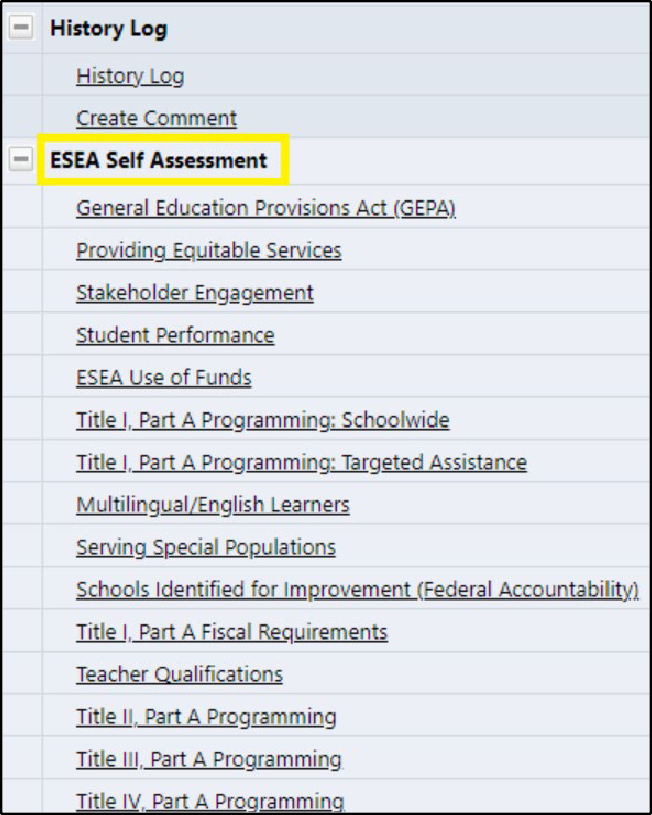 History Log
History Log
Create Comment
ESEA Self Assessment
General Education Provisions Act (GEPA)
Providing Equitable Services
Stakeholder Engagement
Student Performance
ESEA Use of Funds
Title I, Part A Programming: Schoolwide
Title I, Part A Programming: Targeted Assistance
Multilingual/English Learners
Serving Special Populations
Schools Identified for Improvement (Federal Accountability)
Title I, Part A Fiscal Requirements
Teacher Qualifications
Title II, Part A Programming
Title III, Part A Programming
Title IV, Part A Programming